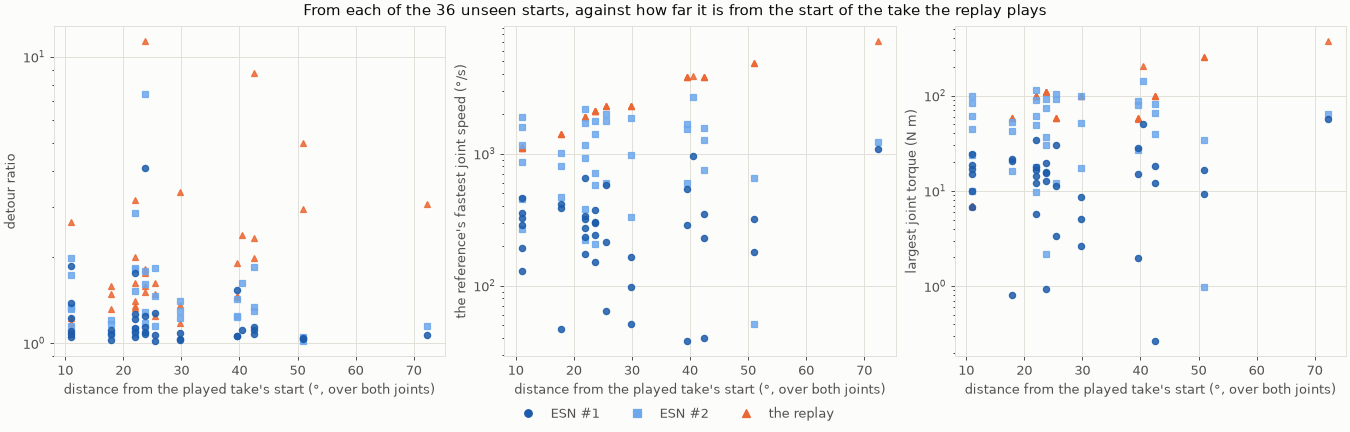 From each of the 36 unseen starts, against how far it is from the start of the take the replay plays
detour ratio
10¹
10⁰
10 20 30 40 50 60 70
distance from the played take's start (°, over both joints)
the reference's fastest joint speed (°/s)
10³
10²
10 20 30 40 50 60 70
distance from the played take's start (°, over both joints)
largest joint torque (N m)
10²
10¹
10⁰
10 20 30 40 50 60 70
distance from the played take's start (°, over both joints)
ESN #1 ESN #2 the replay